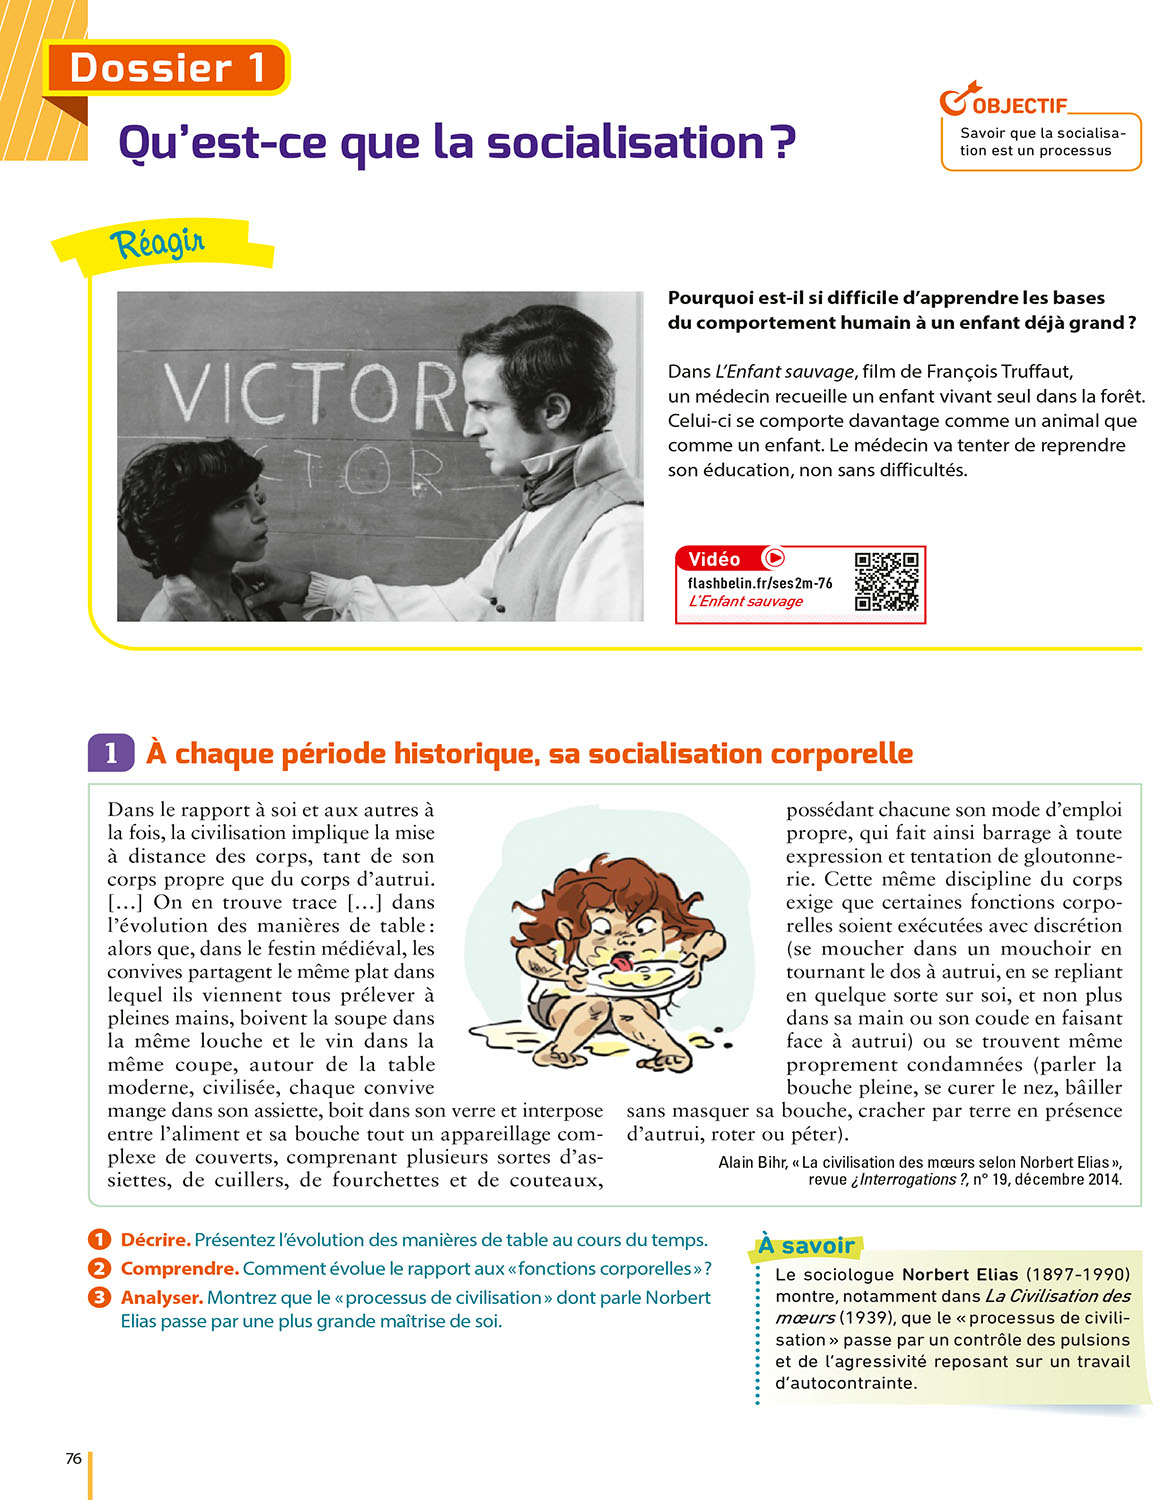 Dossier 1
Qu’est-ce que la socialisation ?
OBJECTIF
Savoir que la socialisa-
tion est un processus
Réagir
VICTOR
CTOR
Pourquoi est-il si difficile d’apprendre les bases
du comportement humain à un enfant déjà grand ?
Dans L’Enfant sauvage, film de François Truffaut,
un médecin recueille un enfant vivant seul dans la forêt.
Celui-ci se comporte davantage comme un animal que
comme un enfant. Le médecin va tenter de reprendre
son éducation, non sans difficultés.
Vidéo
flashbelin.fr/ses2m-76
L’Enfant sauvage
1 À chaque période historique, sa socialisation corporelle
Dans le rapport à soi et aux autres à
la fois, la civilisation implique la mise
à distance des corps, tant de son
corps propre que du corps d’autrui.
[…] On en trouve trace […] dans
l’évolution des manières de table :
alors que, dans le festin médiéval, les
convives partagent le même plat dans
lequel ils viennent tous prélever à
pleines mains, boivent la soupe dans
la même louche et le vin dans la
même coupe, autour de la table
moderne, civilisée, chaque convive
mange dans son assiette, boit dans son verre et interpose
entre l’aliment et sa bouche tout un appareillage com-
plexe de couverts, comprenant plusieurs sortes d’as-
siettes, de cuillers, de fourchettes et de couteaux,
possédant chacune son mode d’emploi
propre, qui fait ainsi barrage à toute
expression et tentation de gloutonne-
rie. Cette même discipline du corps
exige que certaines fonctions corpo-
relles soient exécutées avec discrétion
(se moucher dans un mouchoir en
tournant le dos à autrui, en se repliant
en quelque sorte sur soi, et non plus
dans sa main ou son coude en faisant
face à autrui) ou se trouvent même
proprement condamnées (parler la
bouche pleine, se curer le nez, bâiller
sans masquer sa bouche, cracher par terre en présence
d’autrui, roter ou péter).
Alain Bihr, « La civilisation des mœurs selon Norbert Elias »,
revue ¿Interrogations ?, n° 19, décembre 2014.
1 Décrire. Présentez l’évolution des manières de table au cours du temps.
2 Comprendre. Comment évolue le rapport aux « fonctions corporelles » ?
3 Analyser. Montrez que le « processus de civilisation » dont parle Norbert
Elias passe par une plus grande maîtrise de soi.
À savoir
Le sociologue Norbert Elias (1897-1990)
montre, notamment dans La Civilisation des
mœurs (1939), que le « processus de civili-
sation » passe par un contrôle des pulsions
et de l’agressivité reposant sur un travail
d’autocontrainte.
76